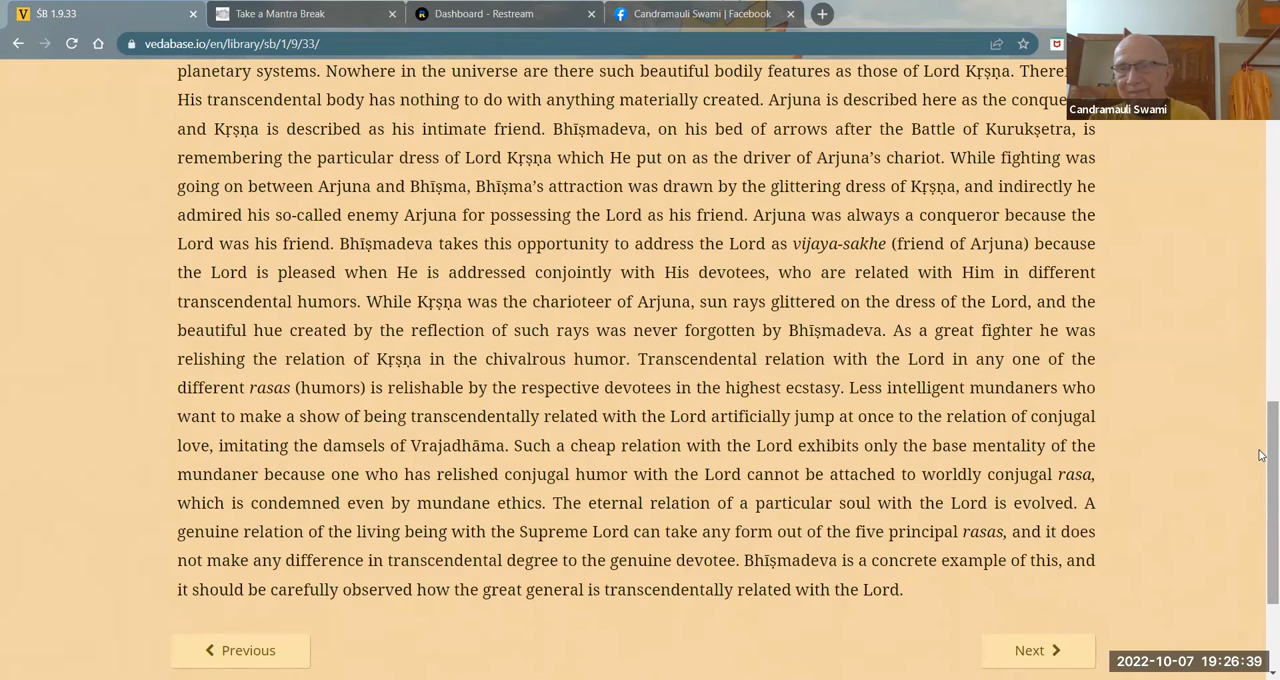 ŚB 1.9.33
Take a Mantra Break
Dashboard - Restream
Candramauli Swami | Facebook
vedabase.io/en/library/sb/1/9/33/
Candramauli Swami
planetary systems. Nowhere in the universe are there such beautiful bodily features as those of Lord Kṛṣṇa.
His transcendental body has nothing to do with anything materially created. Arjuna is described here as the
and Kṛṣṇa is described as his intimate friend. Bhīṣmadeva, on his bed of arrows after the Battle of Kurukṣetra, is
remembering the particular dress of Lord Kṛṣṇa which He put on as the driver of Arjuna’s chariot. While fighting was
going on between Arjuna and Bhīṣma, Bhīṣma’s attraction was drawn by the glittering dress of Kṛṣṇa, and indirectly he
admired his so-called enemy Arjuna for possessing the Lord as his friend. Arjuna was always a conqueror because the
Lord was his friend. Bhīṣmadeva takes this opportunity to address the Lord as vijaya-sakhe (friend of Arjuna) because
the Lord is pleased when He is addressed conjointly with His devotees, who are related with Him in different
transcendental humors. While Kṛṣṇa was the charioteer of Arjuna, sun rays glittered on the dress of the Lord, and the
beautiful hue created by the reflection of such rays was never forgotten by Bhīṣmadeva. As a great fighter he was
relishing the relation of Kṛṣṇa in the chivalrous humor. Transcendental relation with the Lord in any one of the
different rasas (humors) is relishable by the respective devotees in the highest ecstasy. Less intelligent mundaners who
want to make a show of being transcendentally related with the Lord artificially jump at once to the relation of conjugal
love, imitating the damsels of Vrajadhāma. Such a cheap relation with the Lord exhibits only the base mentality of the
mundaner because one who has relished conjugal humor with the Lord cannot be attached to worldly conjugal rasa,
which is condemned even by mundane ethics. The eternal relation of a particular soul with the Lord is evolved. A
genuine relation of the living being with the Supreme Lord can take any form out of the five principal rasas, and it does
not make any difference in transcendental degree to the genuine devotee. Bhīṣmadeva is a concrete example of this, and
it should be carefully observed how the great general is transcendentally related with the Lord.
Previous
Next
2022-10-07 19:26:39